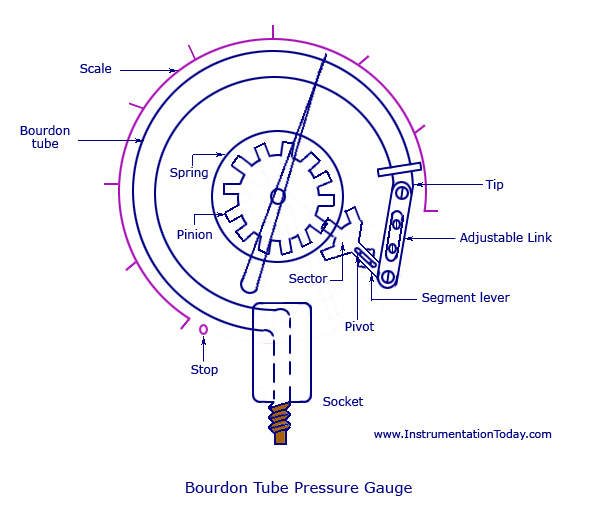 Scale
Bourdon
tube
Spring
Pinion
Tip
Adjustable Link
Sector
Segment lever
Pivot
Stop
Socket
www.InstrumentationToday.com
Bourdon Tube Pressure Gauge